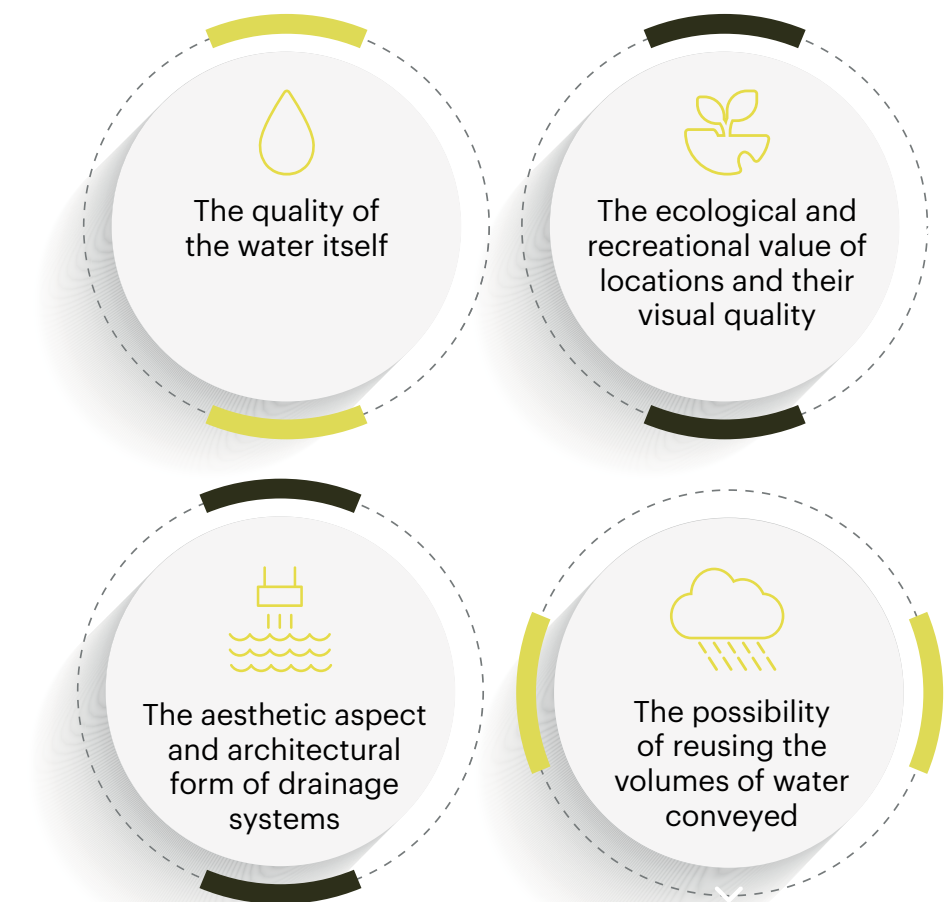 The quality of
the water itself
The ecological and
recreational value of
locations and their
visual quality
The aesthetic aspect
and architectural
form of drainage
systems
The possibility
of reusing the
volumes of water
conveyed